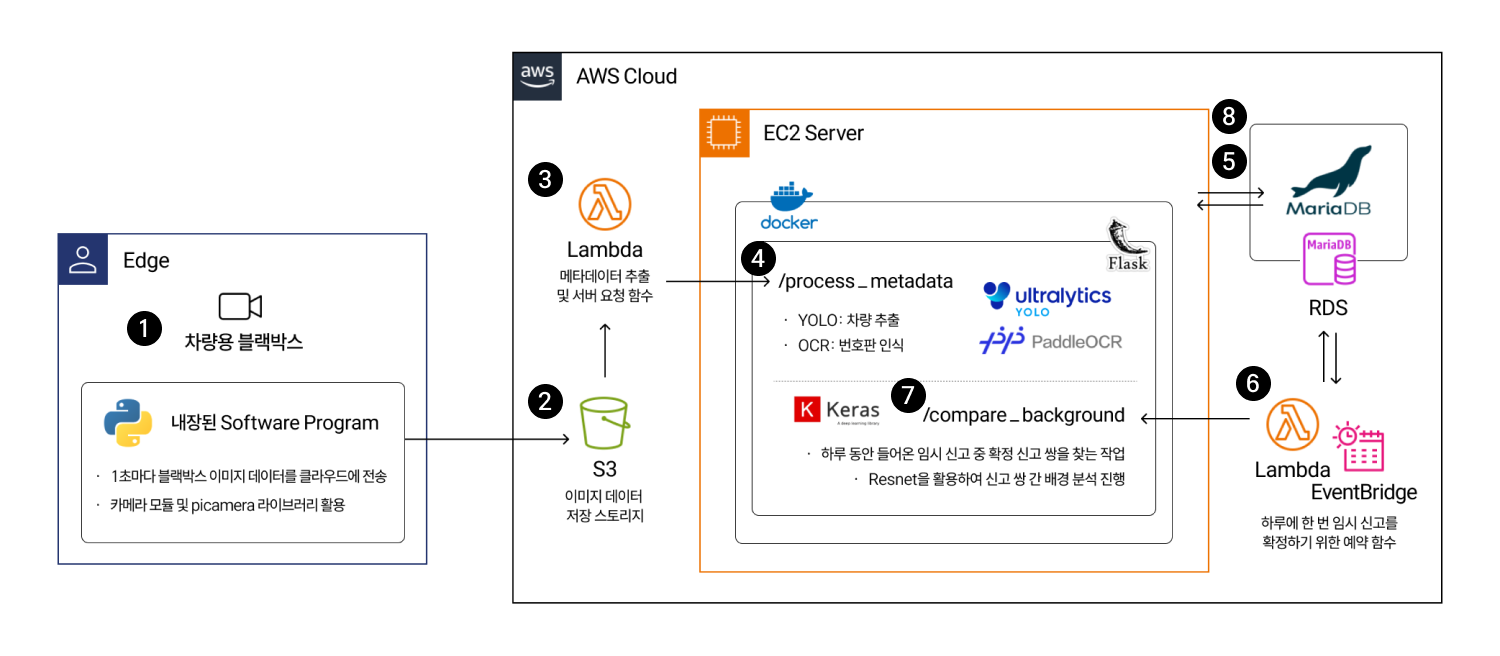 aws
AWS Cloud
EC2 Server
8
5
MariaDB
MariaDB
RDS
3
Lambda
메타데이터 추출
및 서버 요청 함수
docker
Flask
4
/process_metadata
· YOLO: 차량 추출
· OCR: 번호판 인식
ultralytics
YOLO
PaddleOCR
Edge
1
차량용 블랙박스
내장된 Software Program
· 1초마다 블랙박스 이미지 데이터를 클라우드에 전송
· 카메라 모듈 및 picamera 라이브러리 활용
2
S3
이미지 데이터
저장 스토리지
K Keras
A deep learning library
7
/compare_background
· 하루 동안 들어온 임시 신고 중 확정 신고 쌍을 찾는 작업
· Resnet을 활용하여 신고 쌍 간 배경 분석 진행
6
Lambda
EventBridge
하루에 한 번 임시 신고를
확정하기 위한 예약 함수